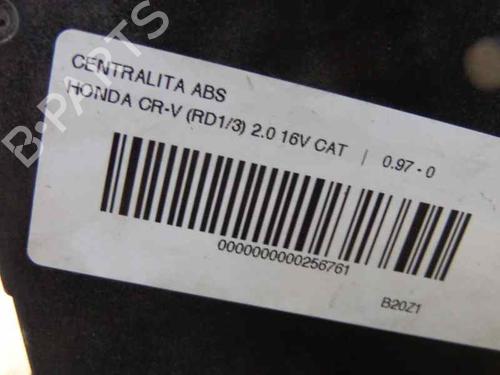 CENTRALITA ABS
HONDA CR-V (RD1/3) 2.0 16V CAT | 0.97 - 0
0000000000256761
B20Z1
B-PARTS